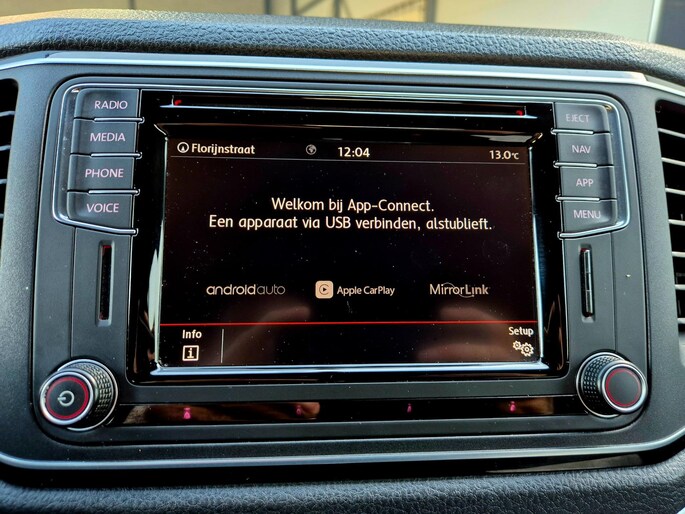 RADIO
MEDIA
PHONE
VOICE
EJECT
NAV
APP
MENU
Florijnstraat 12:04 13.0°C
Welkom bij App-Connect.
Een apparaat via USB verbinden, alstublieft.
androidauto Apple CarPlay MirrorLink
Info Setup